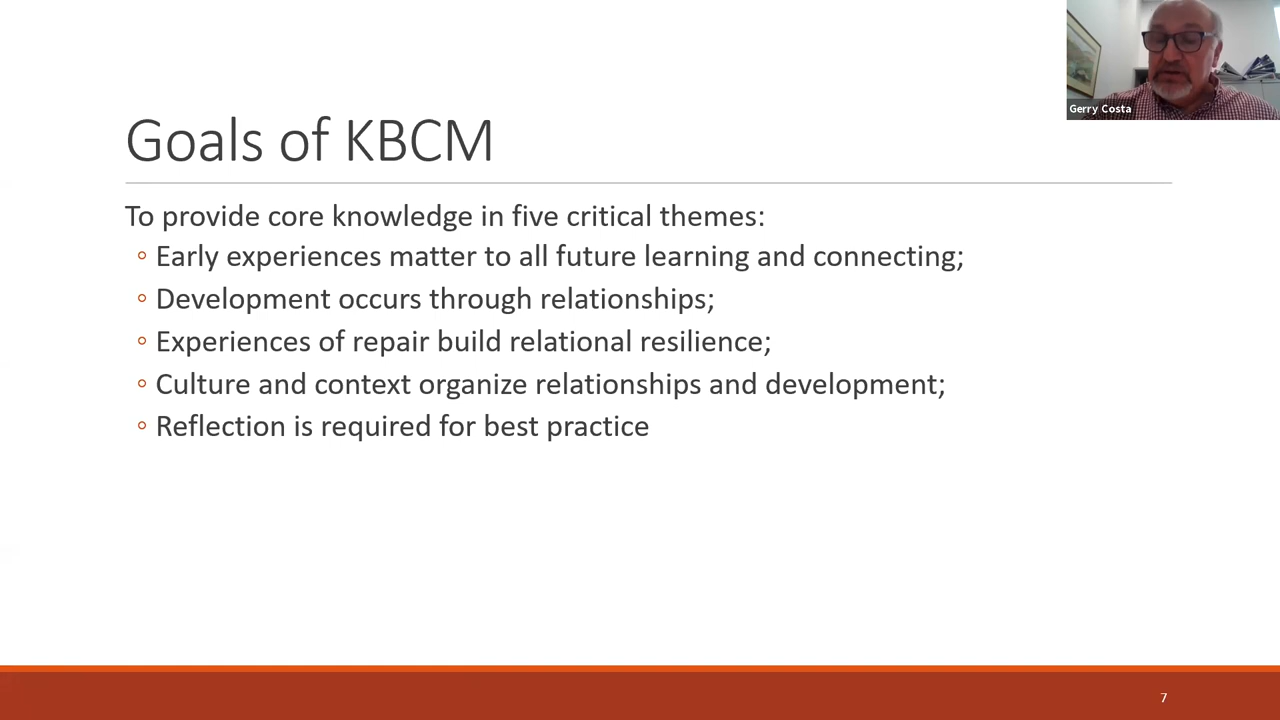 Gerry Costa
Goals of KBCM
To provide core knowledge in five critical themes:
◦ Early experiences matter to all future learning and connecting;
◦ Development occurs through relationships;
◦ Experiences of repair build relational resilience;
◦ Culture and context organize relationships and development;
◦ Reflection is required for best practice
7